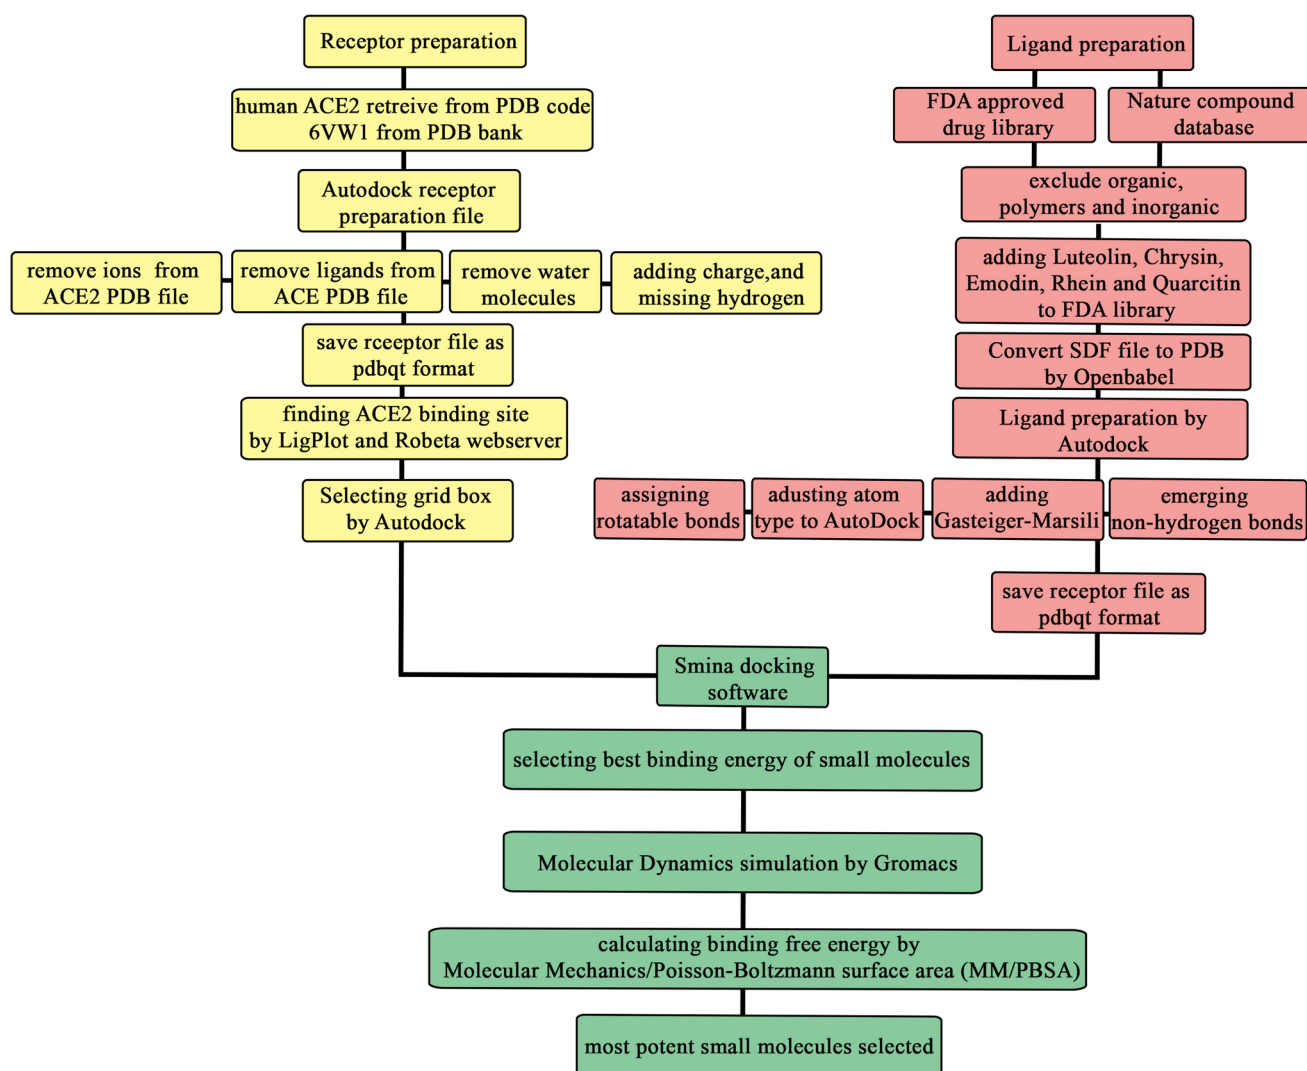 Receptor preparation
human ACE2 retreive from PDB code
6VW1 from PDB bank
Autodock receptor
preparation file
remove ions from
ACE2 PDB file
remove ligands from
ACE PDB file
remove water
molecules
adding charge,and
missing hydrogen
save rceeptor file as
pdbqt format
finding ACE2 binding site
by LigPlot and Robeta webserver
Selecting grid box
by Autodock
Ligand preparation
FDA approved
drug library
Nature compound
database
exclude organic,
polymers and inorganic
adding Luteolin, Chrysin,
Emodin, Rhein and Quarcitin
to FDA library
Convert SDF file to PDB
by Openbabel
Ligand preparation by
Autodock
assigning
rotatable bonds
adusting atom
type to AutoDock
adding
Gasteiger-Marsili
emerging
non-hydrogen bonds
save receptor file as
pdbqt format
Smina docking
software
selecting best binding energy of small molecules
Molecular Dynamics simulation by Gromacs
calculating binding free energy by
Molecular Mechanics/Poisson-Boltzmann surface area (MM/PBSA)
most potent small molecules selected